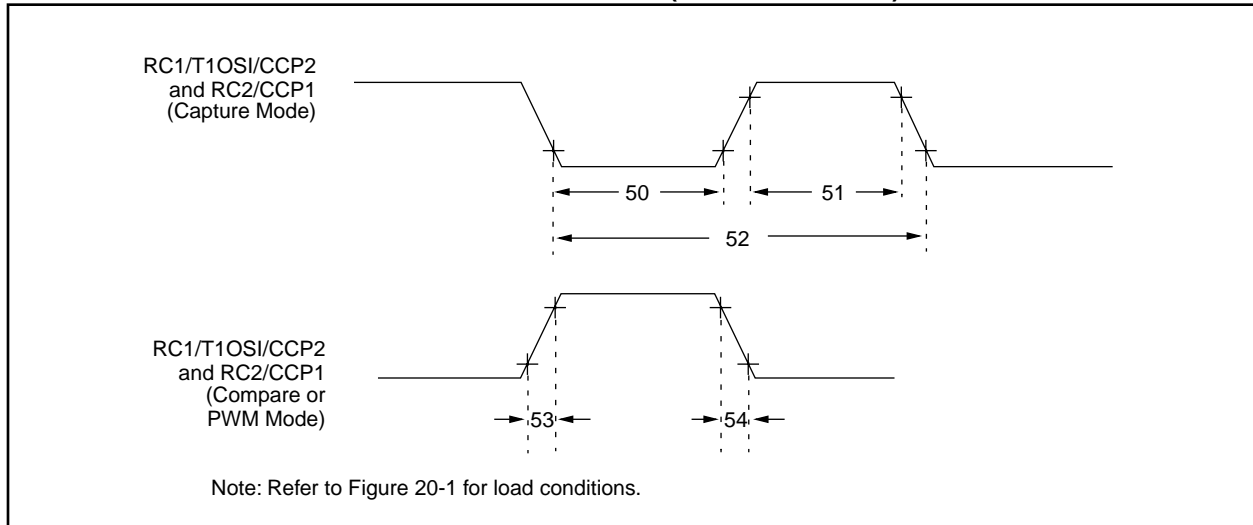 RC1/T1OSI/CCP2
and RC2/CCP1
(Capture Mode)
50
51
52
RC1/T1OSI/CCP2
and RC2/CCP1
(Compare or
PWM Mode)
53
54
Note: Refer to Figure 20-1 for load conditions.